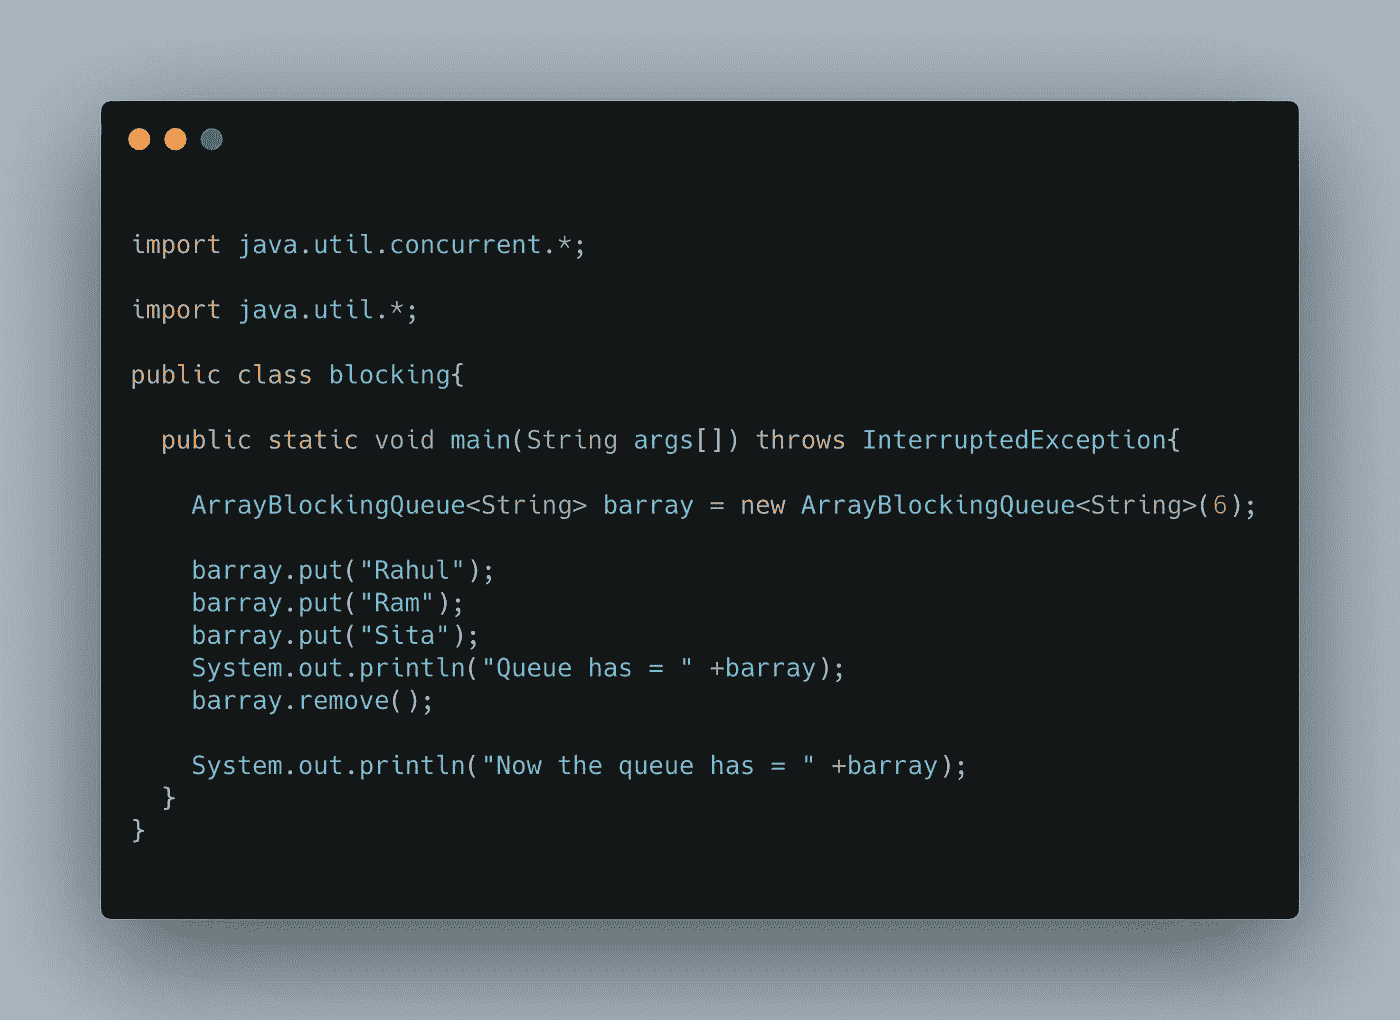 import java.util.concurrent.*;
import java.util.*;
public class blocking{
  public static void main(String args[]) throws InterruptedException{
    ArrayBlockingQueue<String> barray = new ArrayBlockingQueue<String>(6);
    barray.put("Rahul");
    barray.put("Ram");
    barray.put("Sita");
    System.out.println("Queue has = " +barray);
    barray.remove();
    System.out.println("Now the queue has = " +barray);
  }
}